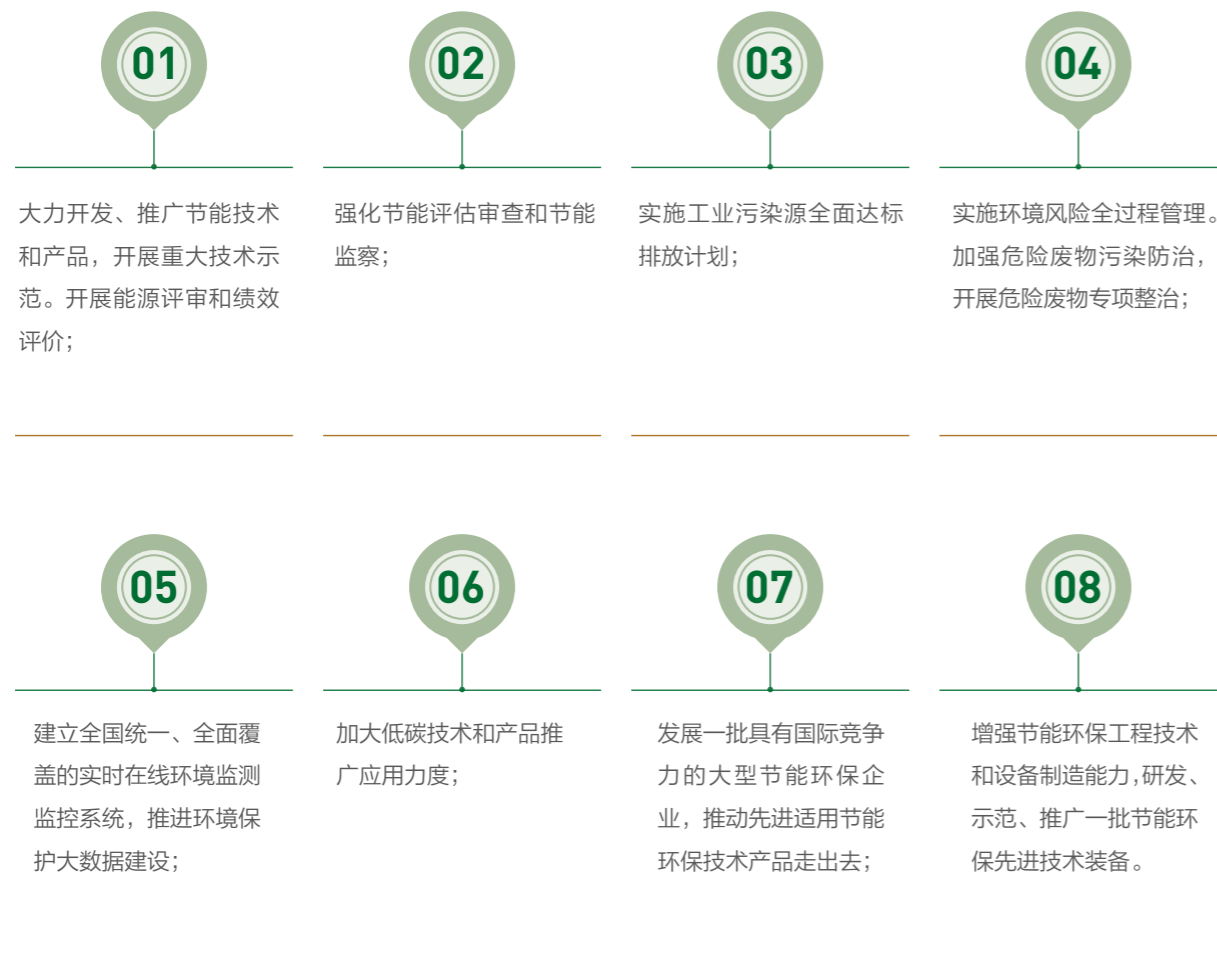 01
大力开发、推广节能技术
和产品，开展重大技术示
范。开展能源评审和绩效
评价；
02
强化节能评估审查和节能
监察；
03
实施工业污染源全面达标
排放计划；
04
实施环境风险全过程管理。
加强危险废物污染防治，
开展危险废物专项整治；
05
建立全国统一、全面覆
盖的实时在线环境监测
监控系统，推进环境保
护大数据建设；
06
加大低碳技术和产品推
广应用力度；
07
发展一批具有国际竞争
力的大型节能环保企
业，推动先进适用节能
环保技术产品走出去；
08
增强节能环保工程技术
和设备制造能力，研发、
示范、推广一批节能环
保先进技术装备。